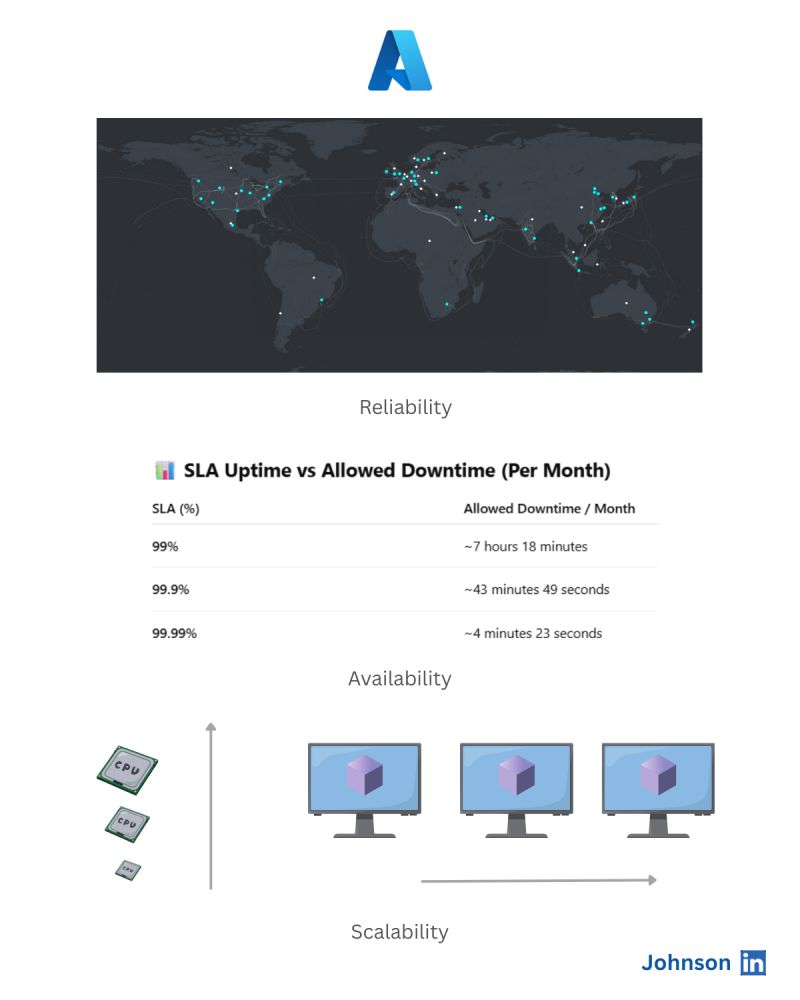 Reliability
SLA Uptime vs Allowed Downtime (Per Month)
SLA (%) Allowed Downtime / Month
99% ~7 hours 18 minutes
99.9% ~43 minutes 49 seconds
99.99% ~4 minutes 23 seconds
Availability
CPU
CPU
CPU
Scalability
Johnson in